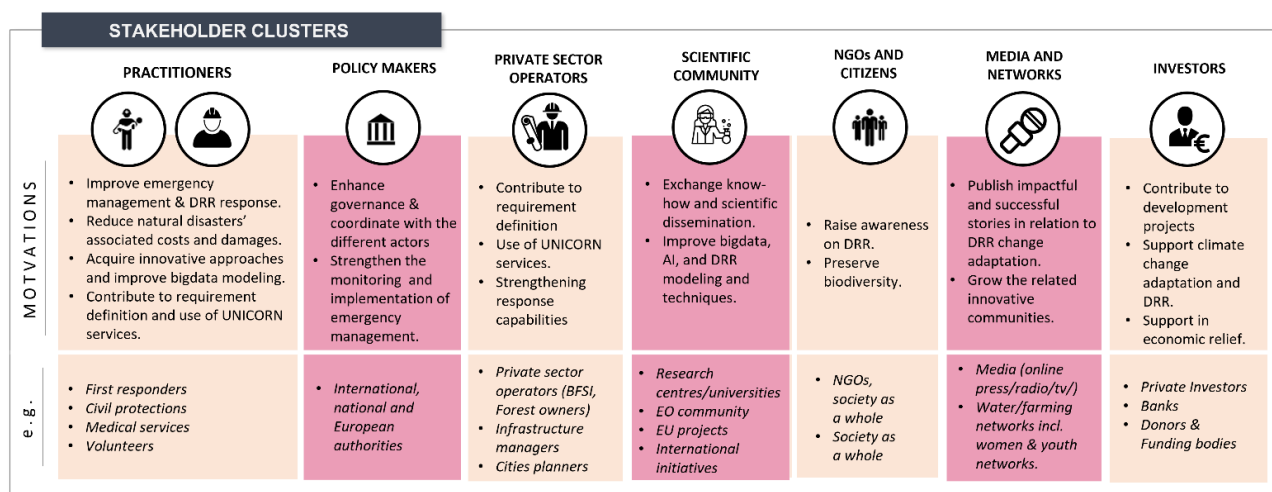 STAKEHOLDER CLUSTERS
PRACTITIONERS
POLICY MAKERS
PRIVATE SECTOR
OPERATORS
SCIENTIFIC
COMMUNITY
NGOs AND
CITIZENS
MEDIA AND
NETWORKS
INVESTORS
MOTVATIONS
• Improve emergency
management & DRR response.
• Reduce natural disasters’
associated costs and damages.
• Acquire innovative approaches
and improve bigdata modeling.
• Contribute to requirement
definition and use of UNICORN
services.
• Enhance
governance &
coordinate with the
different actors
• Strengthen the
monitoring and
implementation of
emergency
management.
• Contribute to
requirement
definition
• Use of UNICORN
services.
• Strengthening
response
capabilities
• Exchange know-
how and scientific
dissemination.
• Improve bigdata,
AI, and DRR
modeling and
techniques.
• Raise awareness
on DRR.
• Preserve
biodiversity.
• Publish impactful
and successful
stories in relation to
DRR change
adaptation.
• Grow the related
innovative
communities.
• Contribute to
development
projects
• Support climate
change
adaptation and
DRR.
• Support in
economic relief.
e.g.
• First responders
• Civil protections
• Medical services
• Volunteers
• International,
national and
European
authorities
• Private sector
operators (BFSI,
Forest owners)
• Infrastructure
managers
• Cities planners
• Research
centres/universities
• EO community
• EU projects
• International
initiatives
• NGOs,
society as
a whole
• Society as
a whole
• Media (online
press/radio/tv/)
• Water/farming
networks incl.
women & youth
networks.
• Private Investors
• Banks
• Donors &
Funding bodies